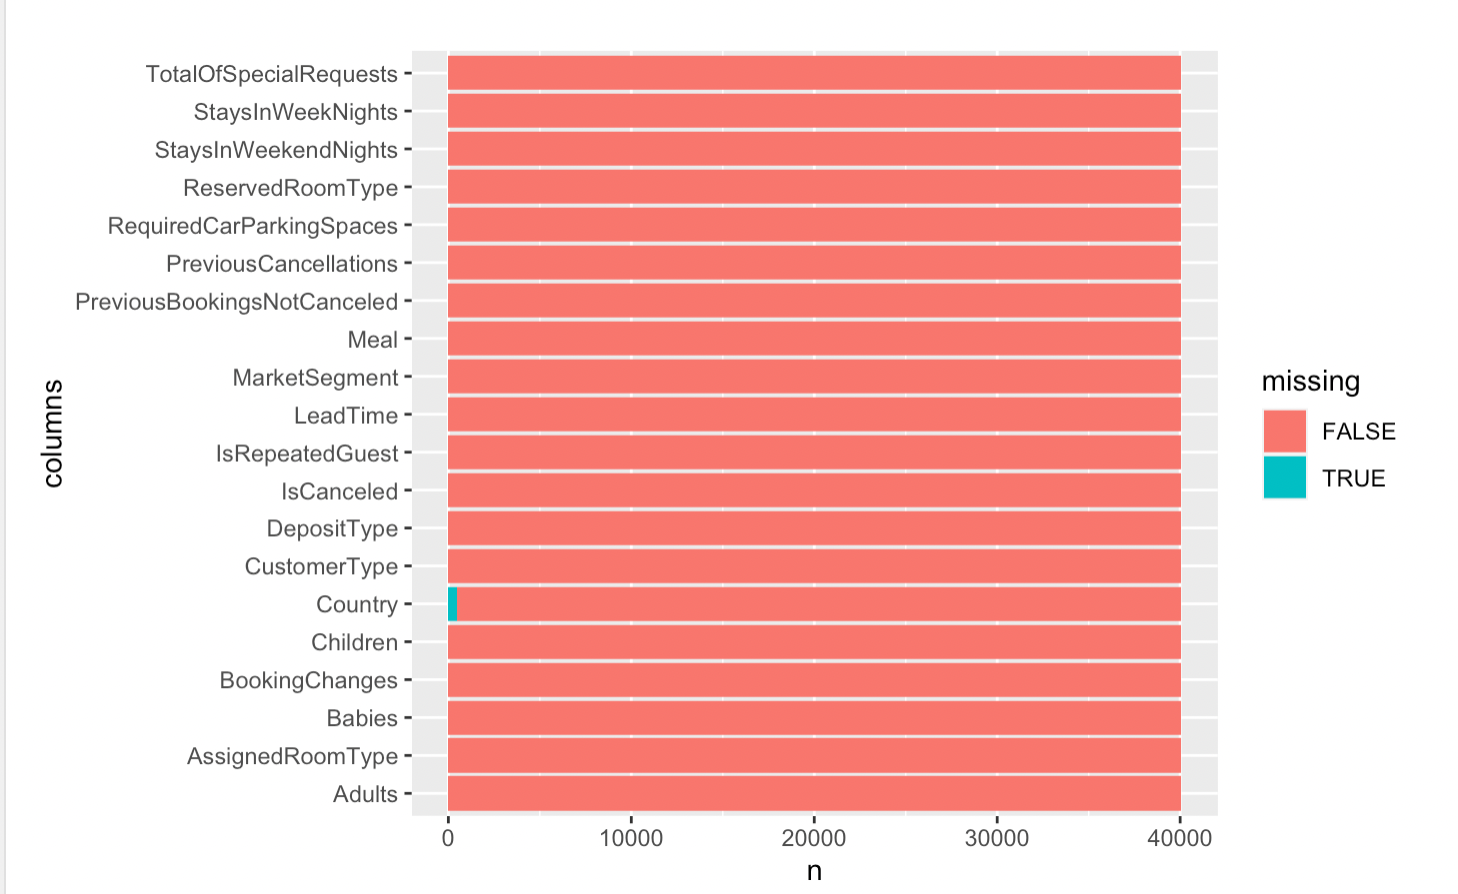 TotalOfSpecialRequests
StaysInWeekNights
StaysInWeekendNights
ReservedRoomType
RequiredCarParkingSpaces
PreviousCancellations
PreviousBookingsNotCanceled
Meal
MarketSegment
LeadTime
IsRepeatedGuest
IsCanceled
DepositType
CustomerType
Country
Children
BookingChanges
Babies
AssignedRoomType
Adults
columns
0 10000 20000 30000 40000
n
missing
FALSE
TRUE